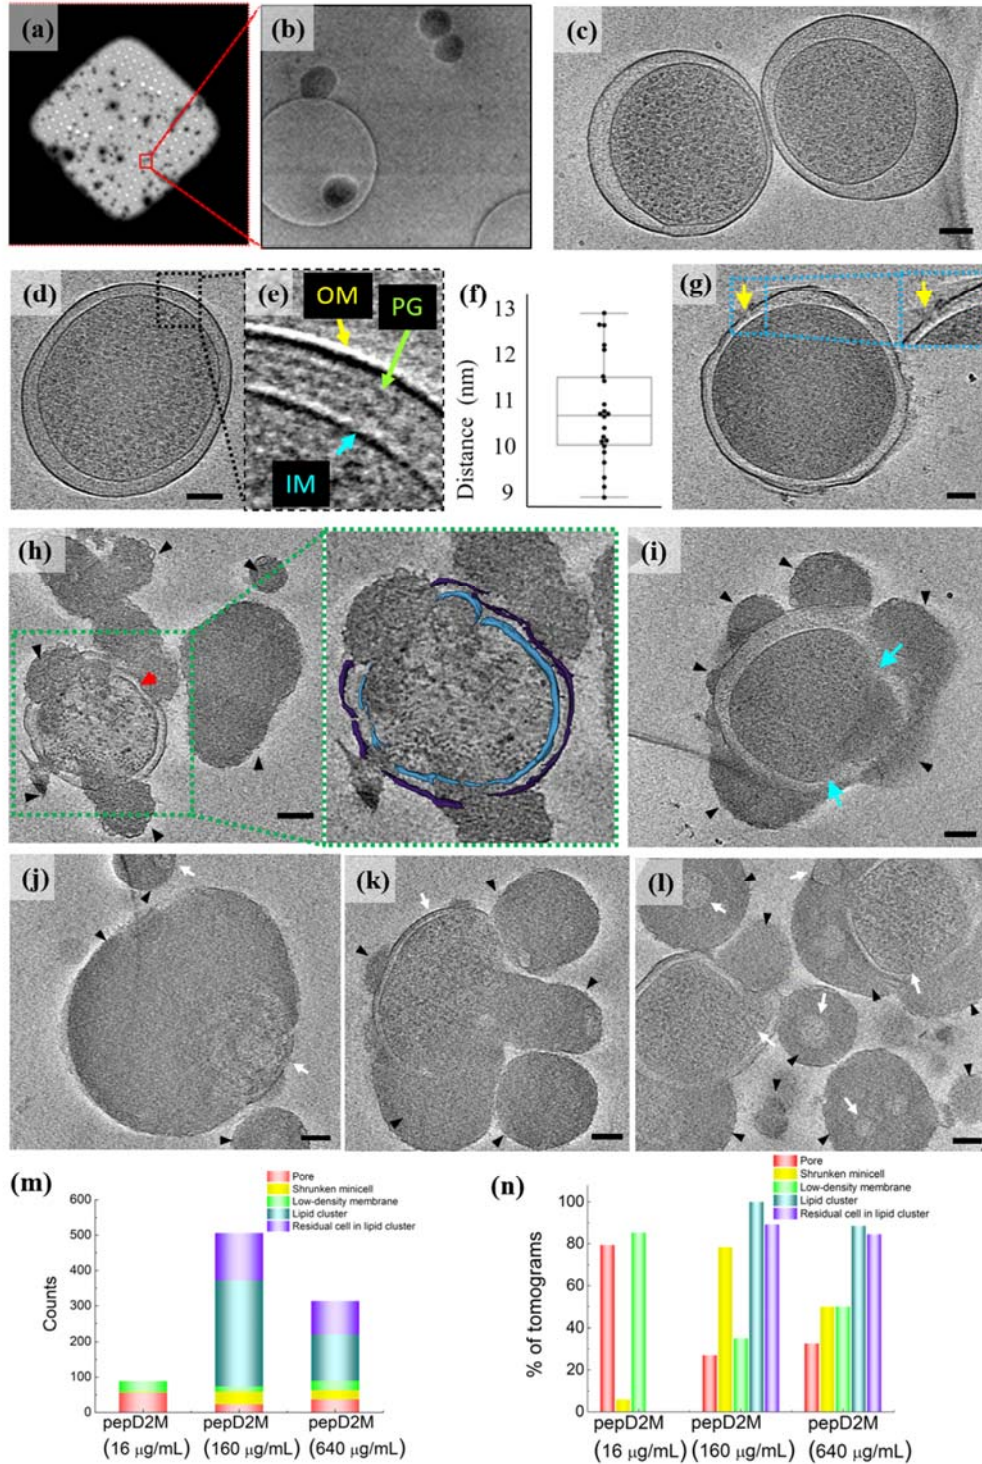 (a)
(b)
(c)
(d)
(e)
OM
PG
IM
(f)
Distance (nm)
13
12
11
10
9
(g)
(h)
(i)
(j)
(k)
(l)
(m)
Pore
Shrunken minicell
Low-density membrane
Lipid cluster
Residual cell in lipid cluster
Counts
600
500
400
300
200
100
0
pepD2M pepD2M pepD2M
(16 µg/mL) (160 µg/mL) (640 µg/mL)
(n)
Pore
Shrunken minicell
Low-density membrane
Lipid cluster
Residual cell in lipid cluster
% of tomograms
100
80
60
40
20
0
pepD2M pepD2M pepD2M
(16 µg/mL) (160 µg/mL) (640 µg/mL)